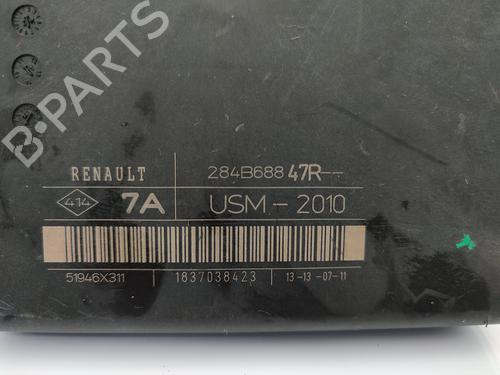 B-PARTS
RENAULT 284B68847R--
414 7A USM-2010
51946X311 1837038423 13-13-07-11